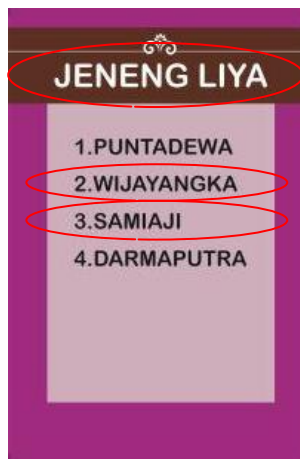 JENENG LIYA
1.PUNTADEWA
2.WIJAYANGKA
3.SAMIAJI
4.DARMAPUTRA